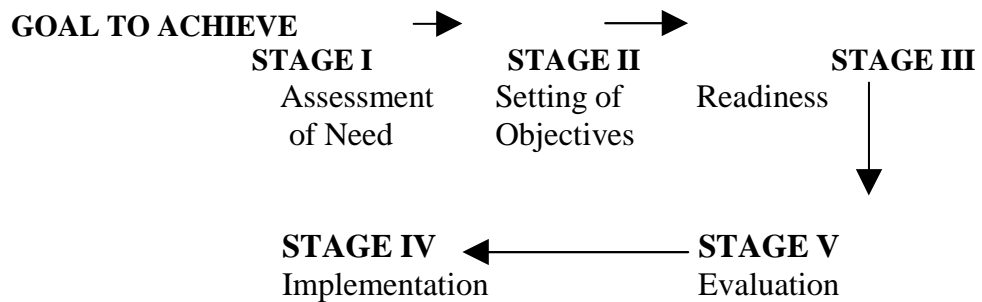 GOAL TO ACHIEVE
STAGE I STAGE II STAGE III
Assessment Setting of Readiness
of Need Objectives
STAGE IV STAGE V
Implementation Evaluation